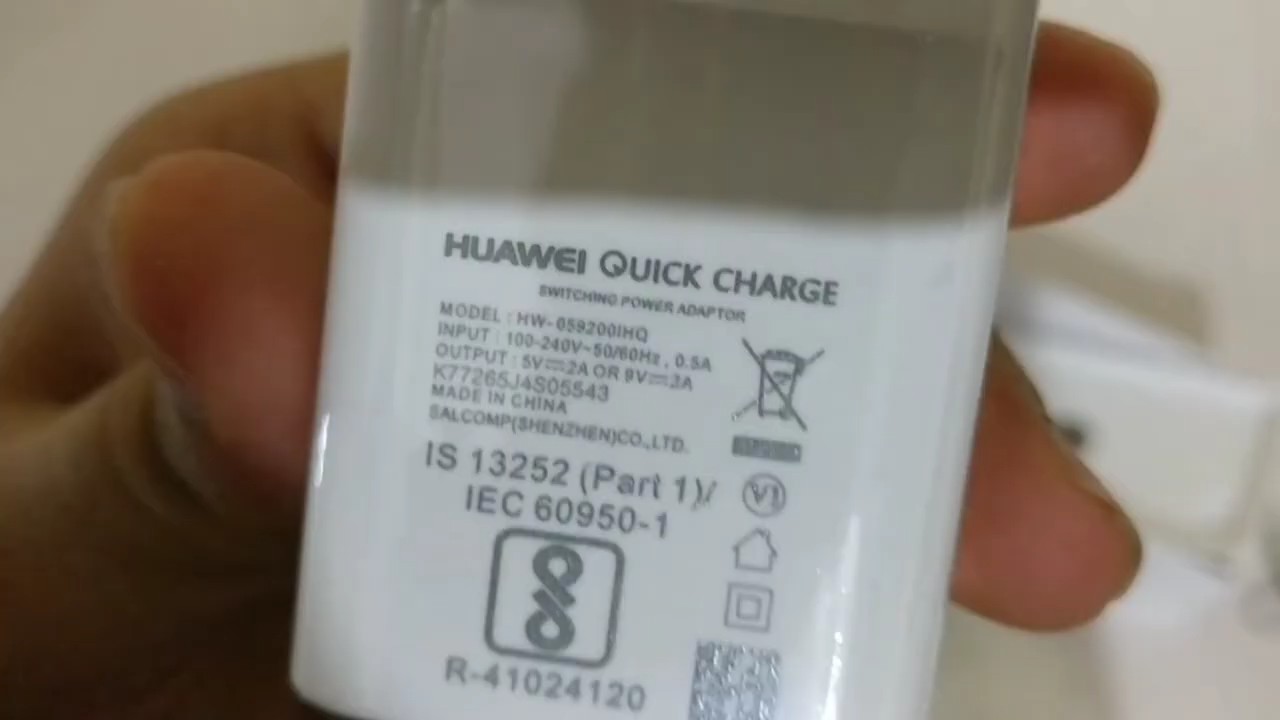 HUAWEI QUICK CHARGE
SWITCHING POWER ADAPTOR
MODEL : HW-059200IHQ
INPUT : 100-240V~50/60Hz , 0.5A
OUTPUT : 5V⎓2A OR 9V⎓2A
K77265J4S05543
MADE IN CHINA
SALCOMP(SHENZHEN)CO.,LTD.
IS 13252 (Part 1)/
IEC 60950-1
VI
R-41024120